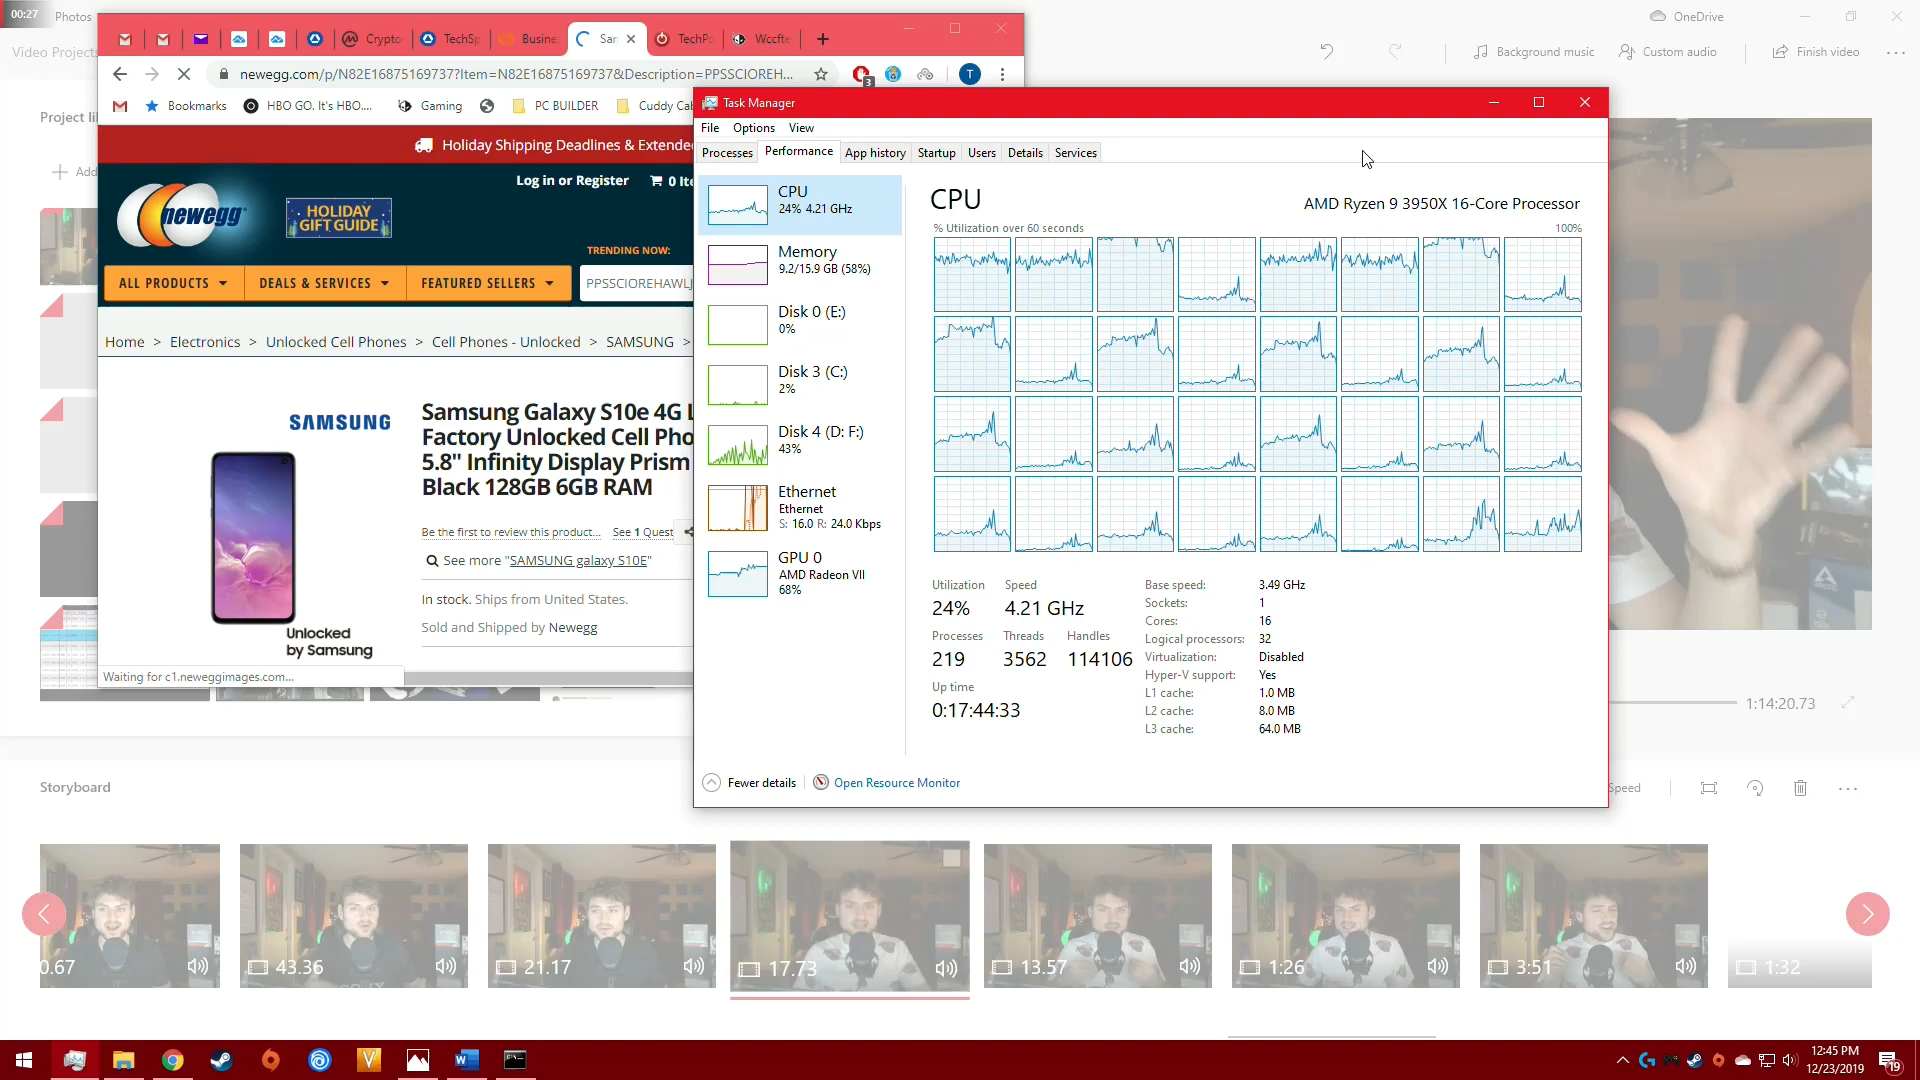 00:27
Photos
OneDrive
Video Projects
Background music
Custom audio
Finish video
Crypto
TechSp
Busine
San
TechPo
Wccfte
newegg.com/p/N82E16875169737?Item=N82E16875169737&Description=PPSSCIOREH...
3
T
Bookmarks
HBO GO. It's HBO....
Gaming
PC BUILDER
Cuddy Cab
Project li
Add
Holiday Shipping Deadlines & Extende
Log in or Register
0 Ite
newegg
HOLIDAY
GIFT GUIDE
TRENDING NOW:
ALL PRODUCTS
DEALS & SERVICES
FEATURED SELLERS
PPSSCIOREHAWLJ
Home > Electronics > Unlocked Cell Phones > Cell Phones - Unlocked > SAMSUNG >
SAMSUNG
Samsung Galaxy S10e 4G L
Factory Unlocked Cell Pho
5.8" Infinity Display Prism
Black 128GB 6GB RAM
Be the first to review this product... See 1 Quest
See more "SAMSUNG galaxy S10E"
In stock. Ships from United States.
Sold and Shipped by Newegg
Unlocked
by Samsung
Waiting for c1.neweggimages.com...
Task Manager
File Options View
Processes Performance App history Startup Users Details Services
CPU
24% 4.21 GHz
Memory
9.2/15.9 GB (58%)
Disk 0 (E:)
0%
Disk 3 (C:)
2%
Disk 4 (D: F:)
43%
Ethernet
Ethernet
S: 16.0 R: 24.0 Kbps
GPU 0
AMD Radeon VII
68%
CPU
AMD Ryzen 9 3950X 16-Core Processor
% Utilization over 60 seconds
100%
Utilization Speed
24% 4.21 GHz
Processes Threads Handles
219 3562 114106
Up time
0:17:44:33
Base speed: 3.49 GHz
Sockets: 1
Cores: 16
Logical processors: 32
Virtualization: Disabled
Hyper-V support: Yes
L1 cache: 1.0 MB
L2 cache: 8.0 MB
L3 cache: 64.0 MB
Fewer details
Open Resource Monitor
1:14:20.73
Storyboard
Speed
0.67
43.36
21.17
17.73
13.57
1:26
3:51
1:32
12:45 PM
12/23/2019
19